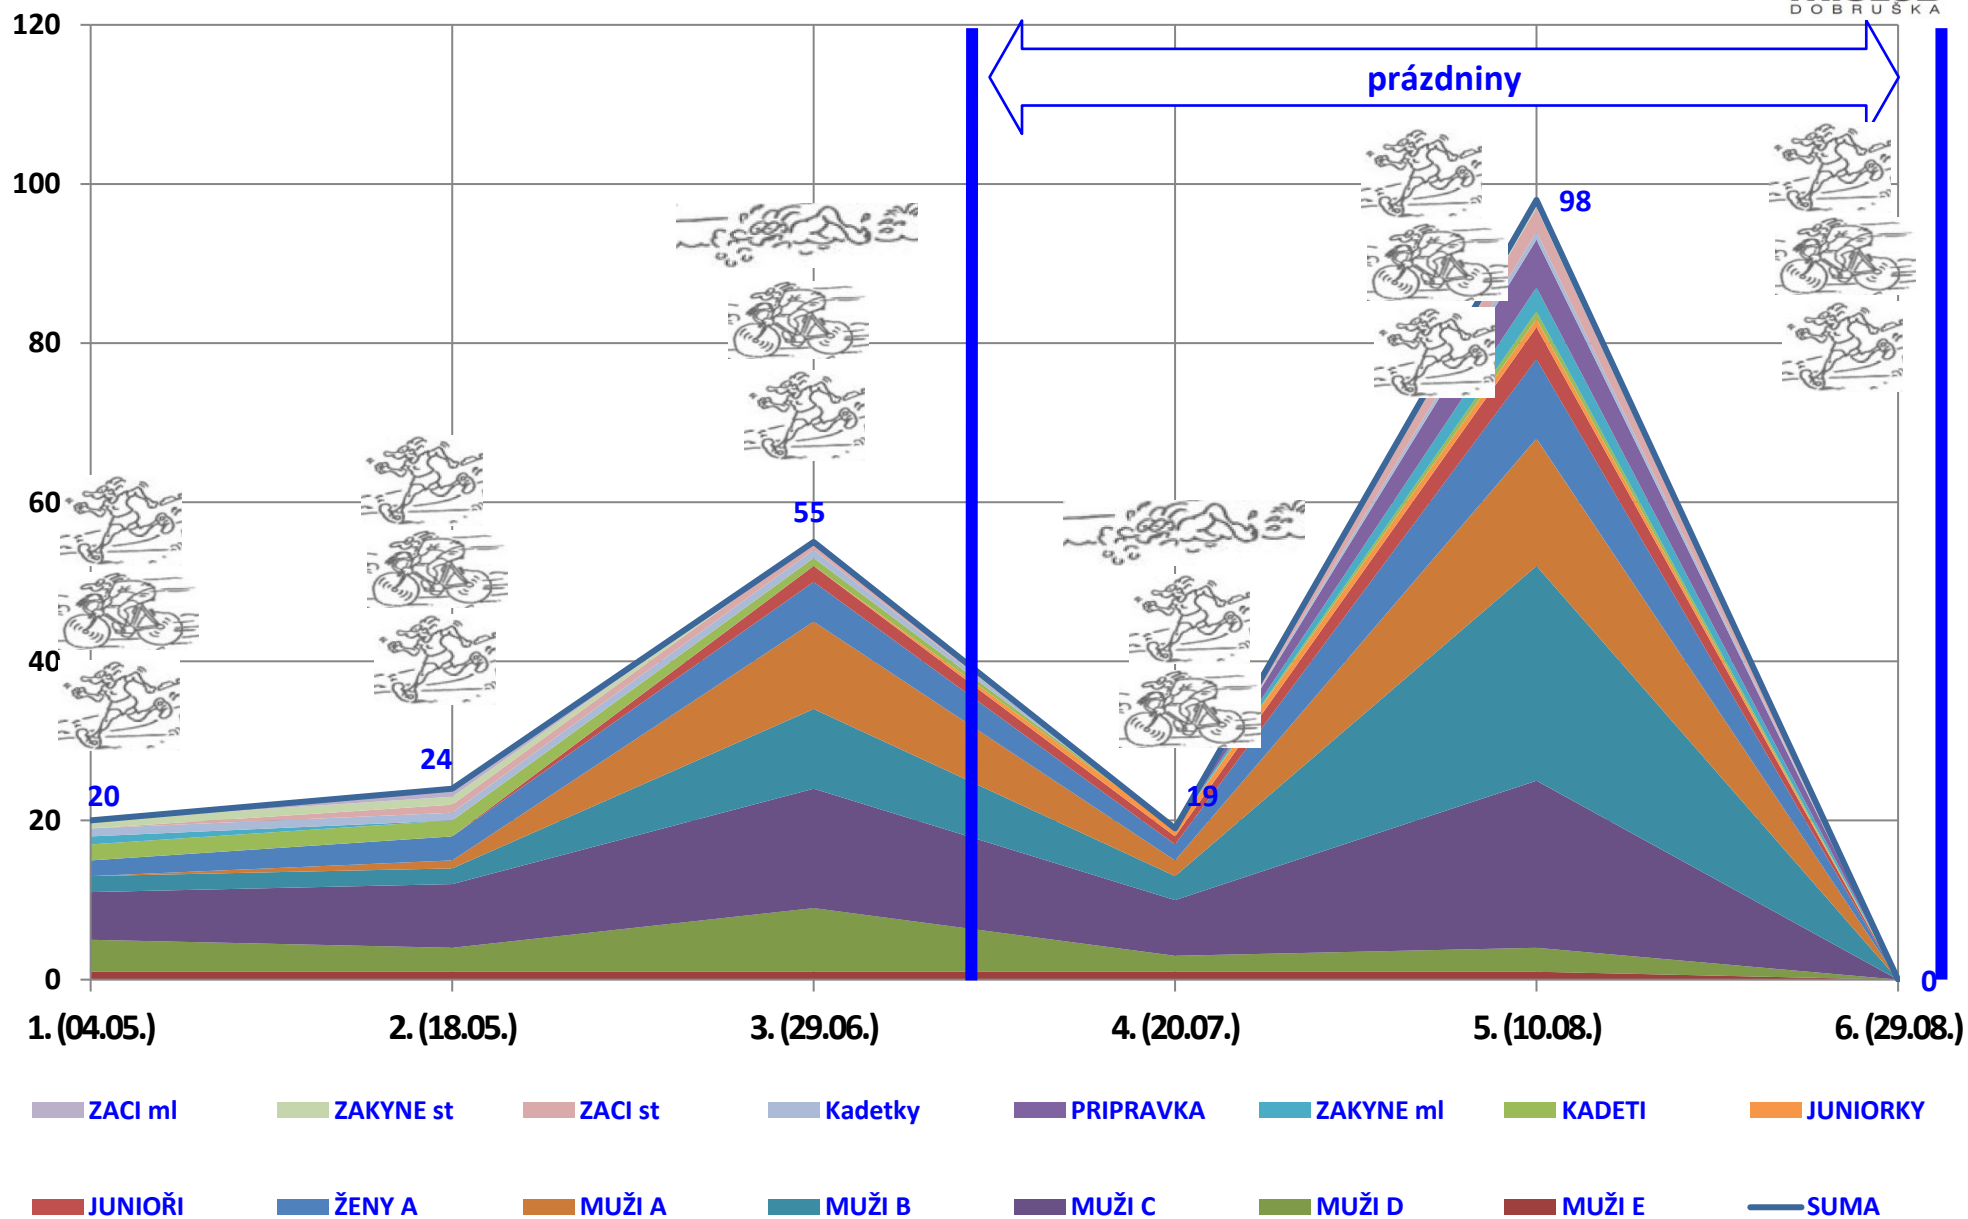 DOBRUŠKA
120
prázdniny
100
98
80
60
55
40
24
20
19
20
0
0
1. (04.05.) 2. (18.05.) 3. (29.06.) 4. (20.07.) 5. (10.08.) 6. (29.08.)
ZACI ml ZAKYNE st ZACI st Kadetky PRIPRAVKA ZAKYNE ml KADETI JUNIORKY
JUNIOŘI ŽENY A MUŽI A MUŽI B MUŽI C MUŽI D MUŽI E SUMA